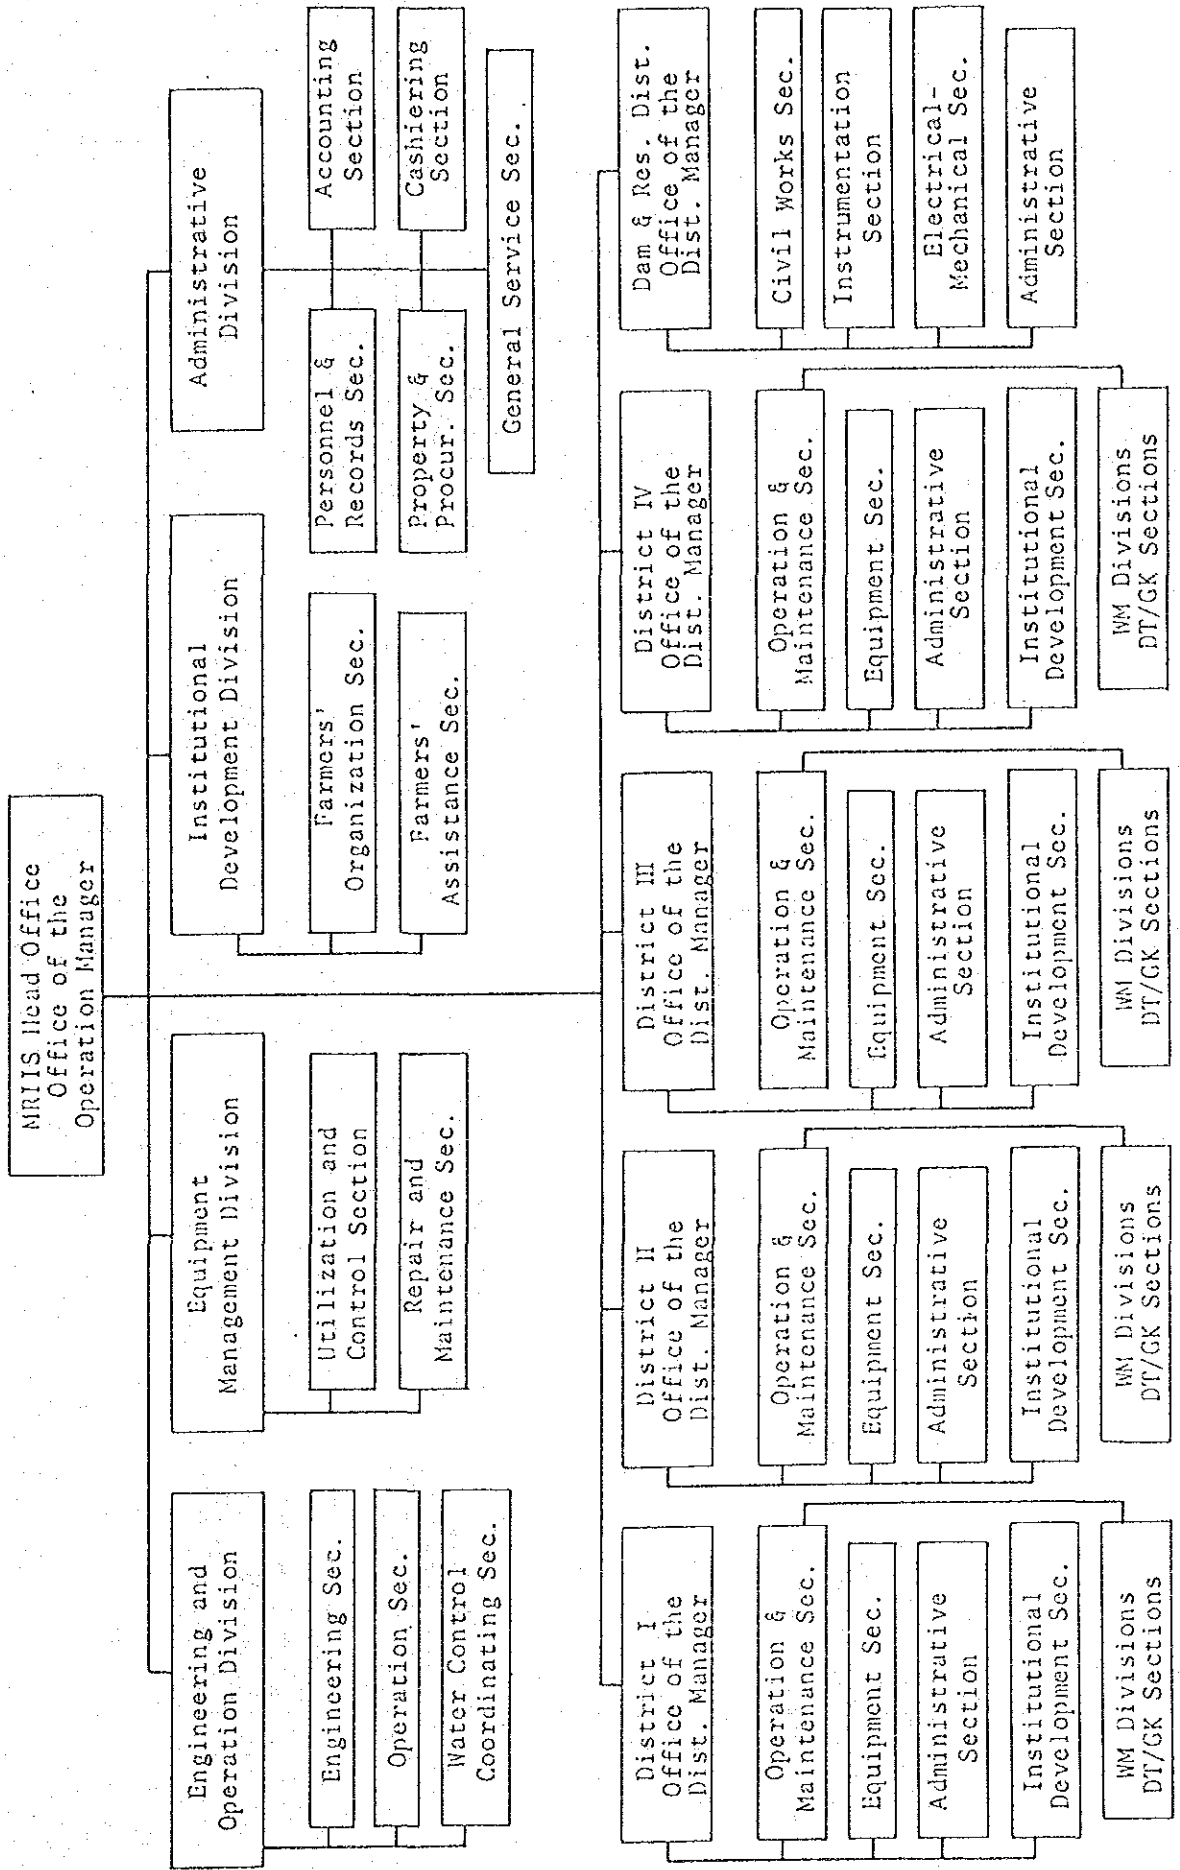 MRIIS Head Office
Office of the
Operation Manager
Engineering and
Operation Division
Engineering Sec.
Operation Sec.
Water Control
Coordinating Sec.
Equipment
Management Division
Utilization and
Control Section
Repair and
Maintenance Sec.
Institutional
Development Division
Farmers'
Organization Sec.
Farmers'
Assistance Sec.
Administrative
Division
Personnel &
Records Sec.
Accounting
Section
Property &
Procur. Sec.
Cashiering
Section
General Service Sec.
District I
Office of the
Dist. Manager
Operation &
Maintenance Sec.
Equipment Sec.
Administrative
Section
Institutional
Development Sec.
WM Divisions
DT/GK Sections
District II
Office of the
Dist. Manager
Operation &
Maintenance Sec.
Equipment Sec.
Administrative
Section
Institutional
Development Sec.
WM Divisions
DT/GK Sections
District III
Office of the
Dist. Manager
Operation &
Maintenance Sec.
Equipment Sec.
Administrative
Section
Institutional
Development Sec.
WM Divisions
DT/GK Sections
District IV
Office of the
Dist. Manager
Operation &
Maintenance Sec.
Equipment Sec.
Administrative
Section
Institutional
Development Sec.
WM Divisions
DT/GK Sections
Dam & Res. Dist.
Office of the
Dist. Manager
Civil Works Sec.
Instrumentation
Section
Electrical-
Mechanical Sec.
Administrative
Section